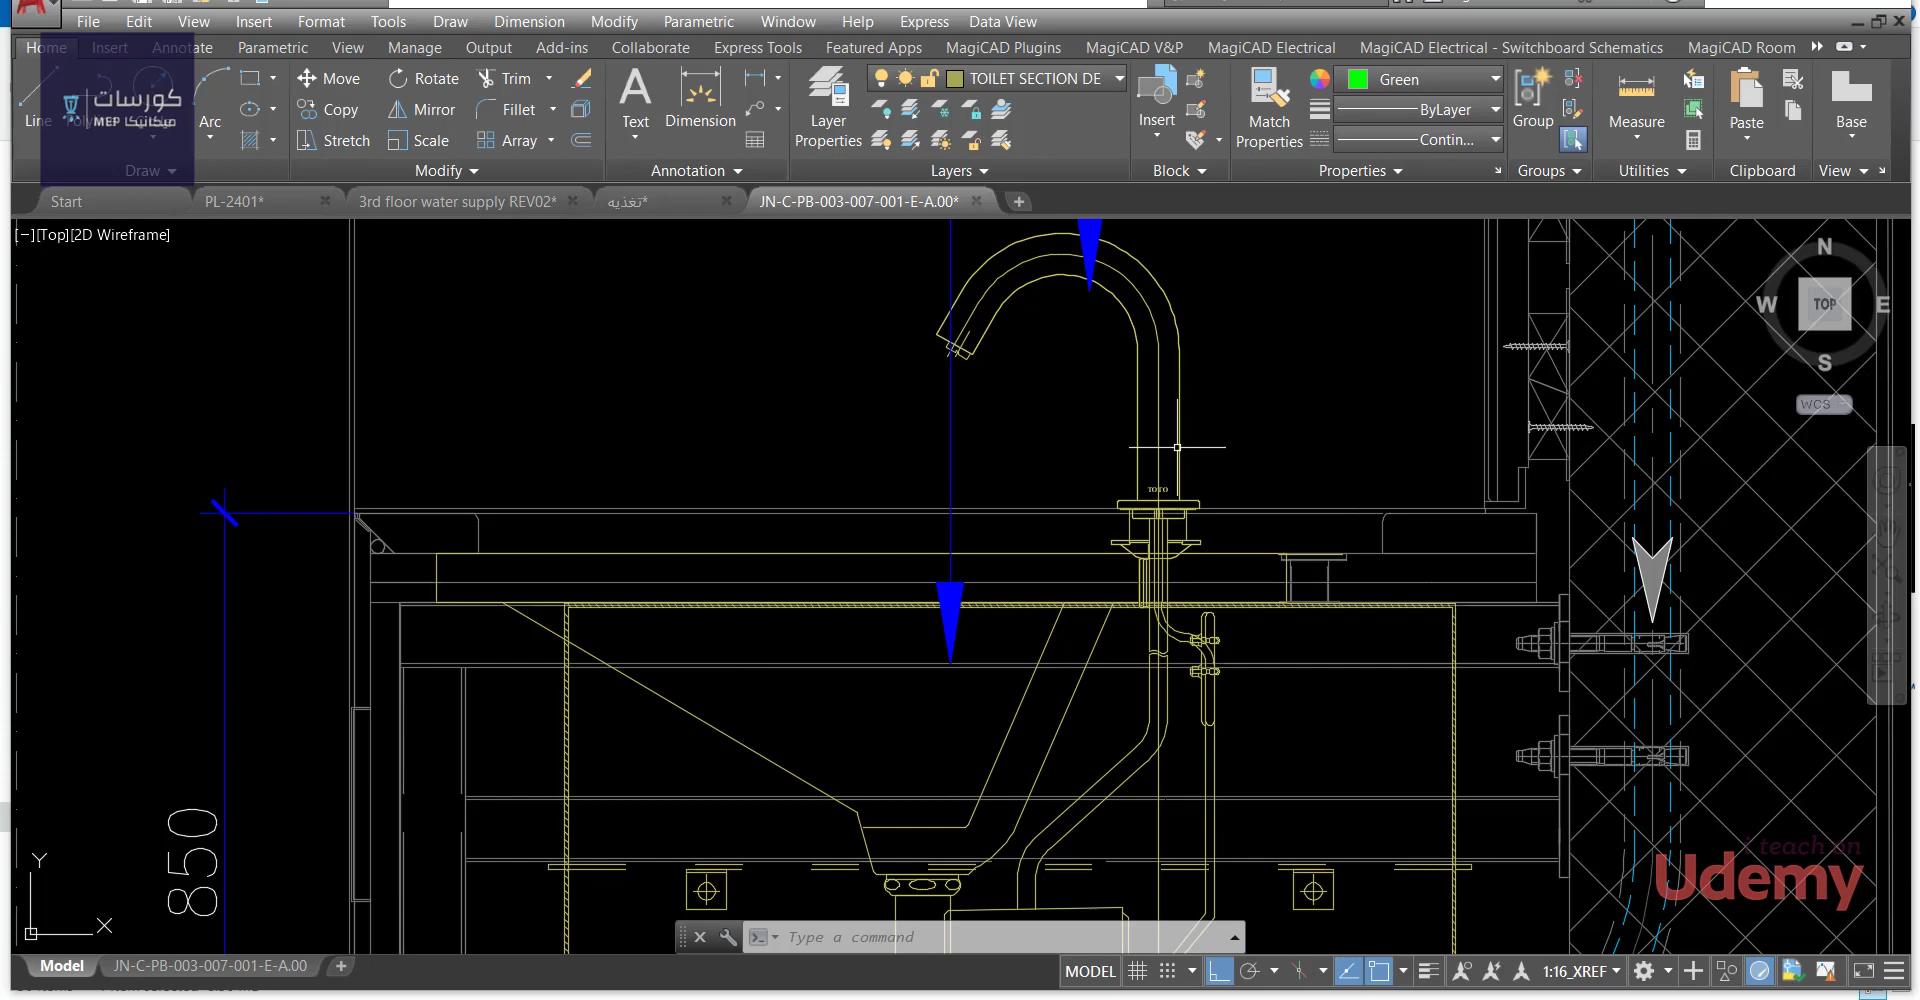 File Edit View Insert Format Tools Draw Dimension Modify Parametric Window Help Express Data View
Home Insert Annotate Parametric View Manage Output Add-ins Collaborate Express Tools Featured Apps MagiCAD Plugins MagiCAD V&P MagiCAD Electrical MagiCAD Electrical - Switchboard Schematics MagiCAD Room
Line
Arc
Move
Copy
Stretch
Rotate
Mirror
Scale
Trim
Fillet
Array
Text
Dimension
Layer
Properties
TOILET SECTION DE
Insert
Match
Properties
Green
ByLayer
Contin...
Group
Measure
Paste
Base
كورسات
MEP ميكانيكا
Draw
Modify
Annotation
Layers
Block
Properties
Groups
Utilities
Clipboard
View
Start
PL-2401*
3rd floor water supply REV02*
تغذيه*
JN-C-PB-003-007-001-E-A.00*
[−][Top][2D Wireframe]
N
W
TOP
E
S
WCS
TOTO
850
Y
X
i teach on
Udemy
Type a command
Model
JN-C-PB-003-007-001-E-A.00
MODEL
1:16_XREF